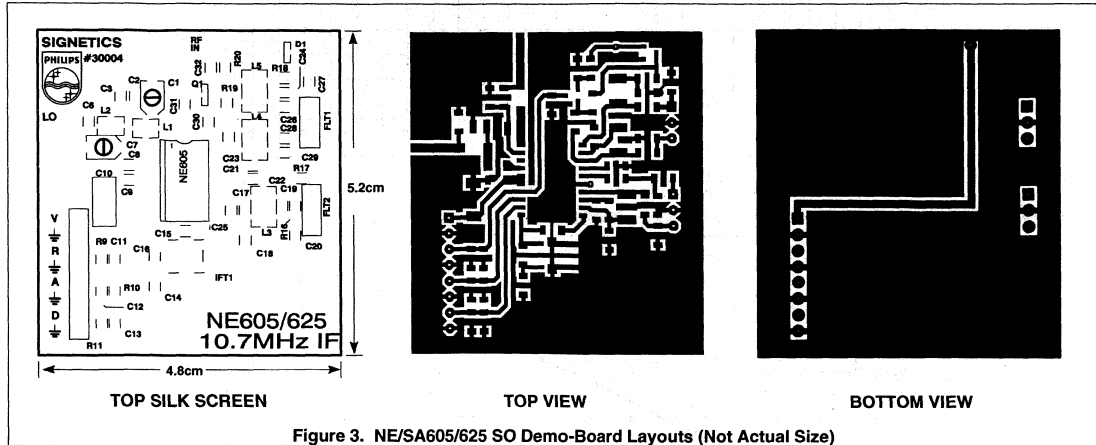 SIGNETICS
PHILIPS #30004
RF IN
D1
C24
C32
R20
L5
R18
C27
C3
C2
C1
C31
R19
FLT1
LO
C6
L2
L1
C7
C8
C30
L4
C26
C28
NE605
C23
C21
C29
C10
C9
C22
R17
C17
C19
FLT2
5.2cm
V
R
A
D
R9
C11
C15
C16
C25
L3
R16
C18
C20
IFT1
R10
C14
C12
C13
R11
NE605/625
10.7MHz IF
4.8cm
TOP SILK SCREEN
TOP VIEW
BOTTOM VIEW
Figure 3. NE/SA605/625 SO Demo-Board Layouts (Not Actual Size)